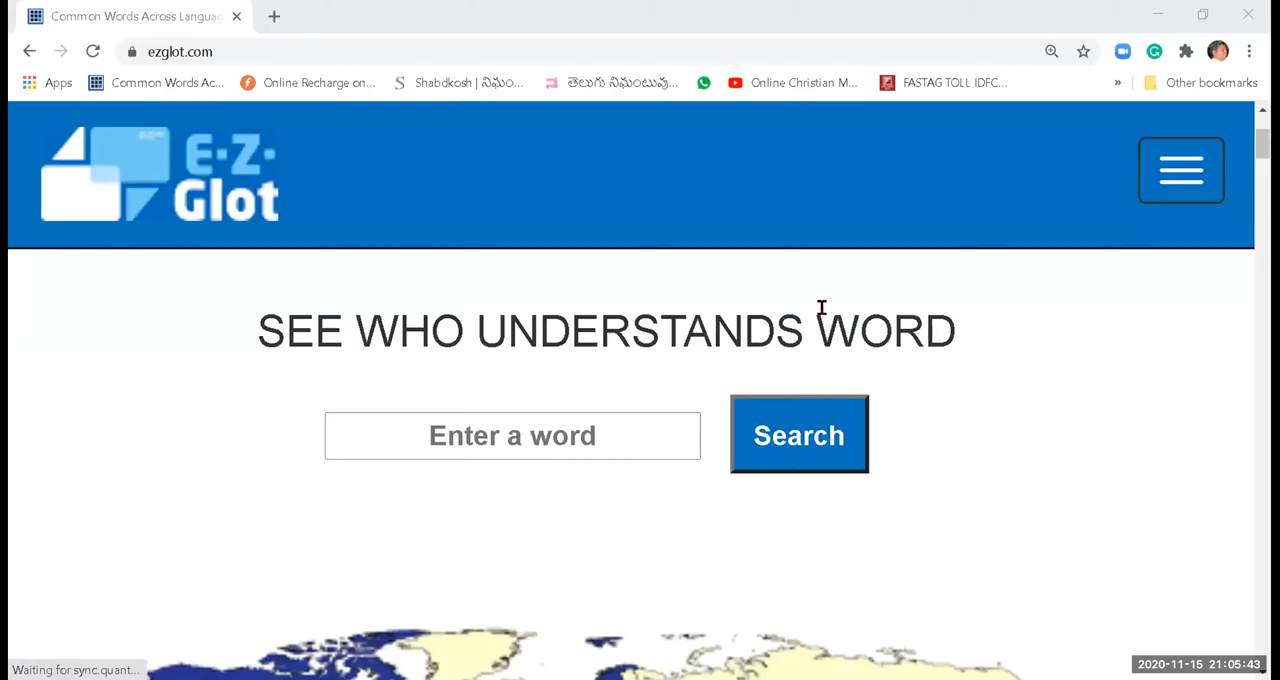 Common Words Across Languag
ezglot.com
Apps
Common Words Ac...
Online Recharge on...
Shabdkosh | నిఘం...
తెలుగు నిఘంటువు...
Online Christian M...
FASTAG TOLL IDFC...
»
Other bookmarks
E·Z·
Glot
SEE WHO UNDERSTANDS WORD
Enter a word
Search
Waiting for sync.quant...
2020-11-15 21:05:43